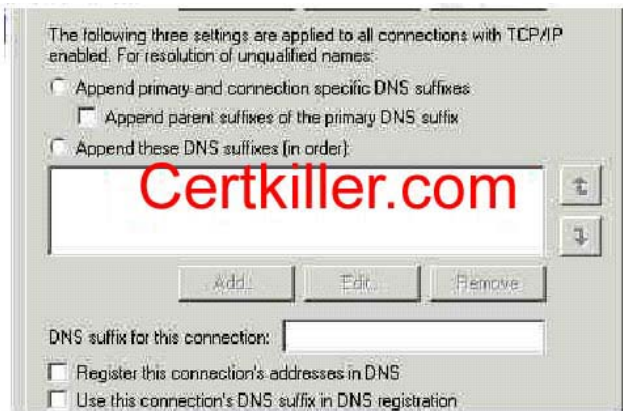 The following three settings are applied to all connections with TCP/IP
enabled. For resolution of unqualified names:
Append primary and connection specific DNS suffixes
Append parent suffixes of the primary DNS suffix
Append these DNS suffixes (in order):
Certkiller.com
Add...
Edit...
Remove
DNS suffix for this connection:
Register this connection's addresses in DNS
Use this connection's DNS suffix in DNS registration